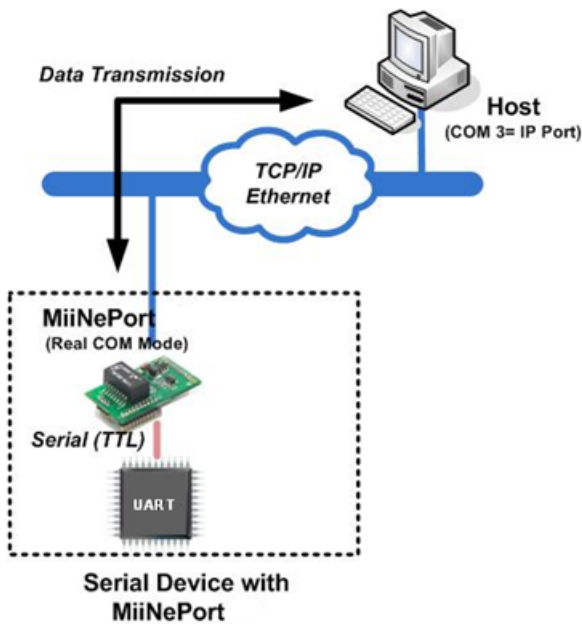 Data Transmission
Host
(COM 3= IP Port)
TCP/IP
Ethernet
MiiNePort
(Real COM Mode)
Serial (TTL)
UART
Serial Device with
MiiNePort